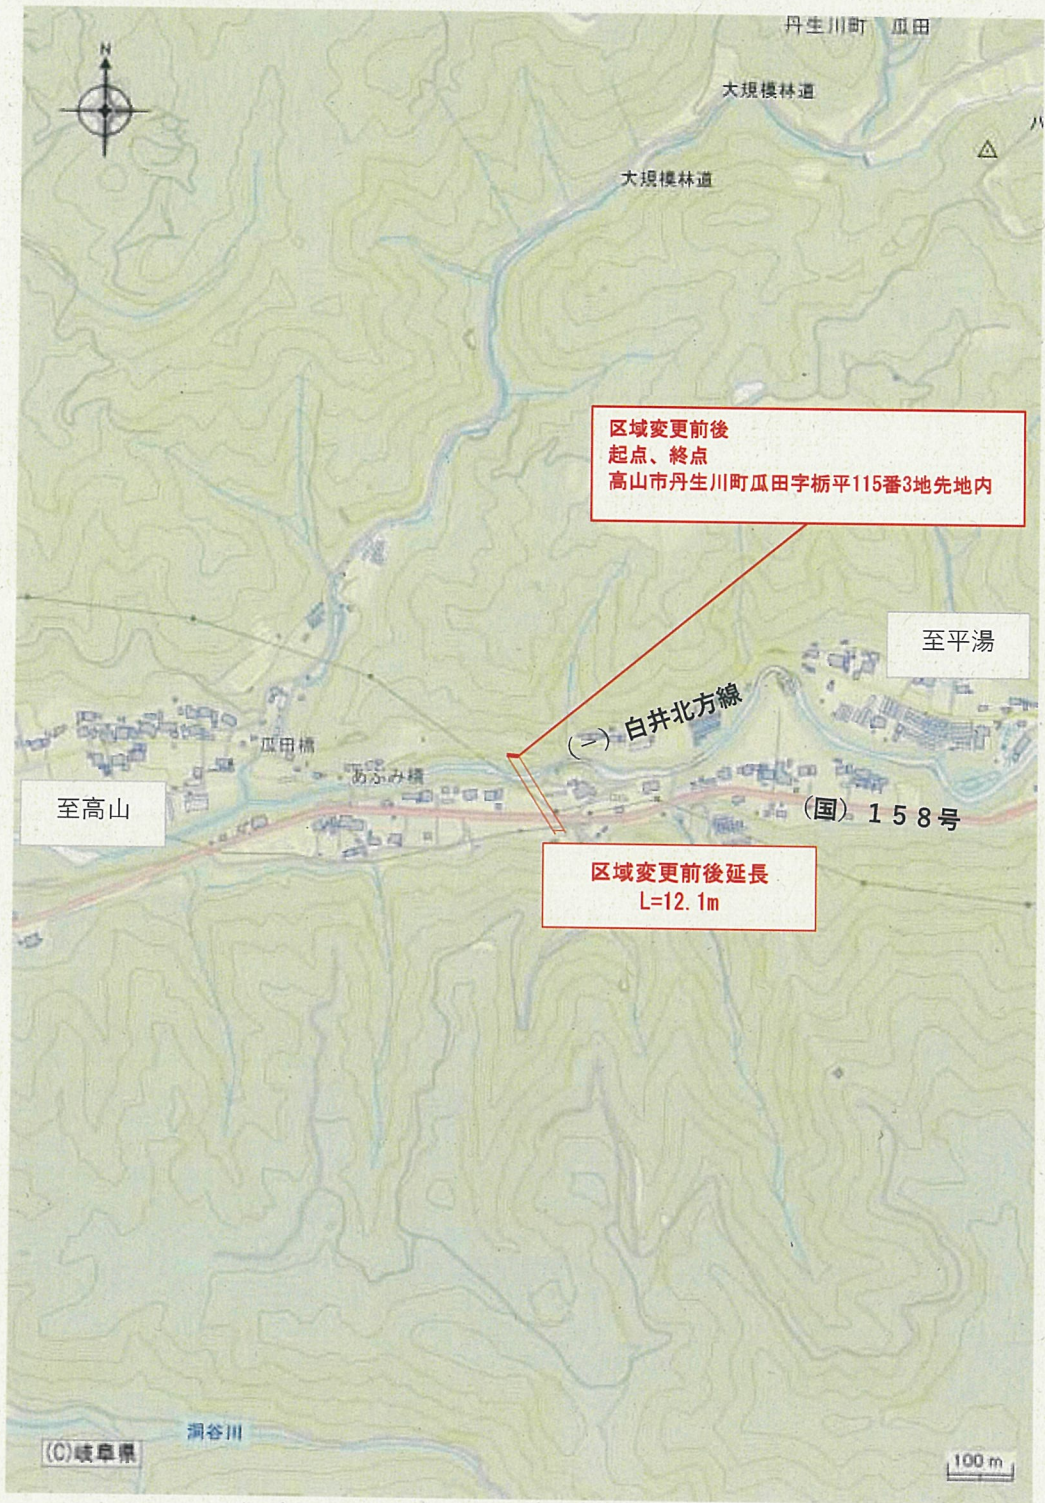 丹生川町 瓜田
N
大規模林道
八
大規模林道
区域変更前後
起点、終点
高山市丹生川町瓜田字栃平115番3地先地内
至平湯
(一)白井北方線
瓜田橋
あぶみ橋
至高山
(国)158号
区域変更前後延長
L=12.1m
洞谷川
(C)岐阜県
100 m